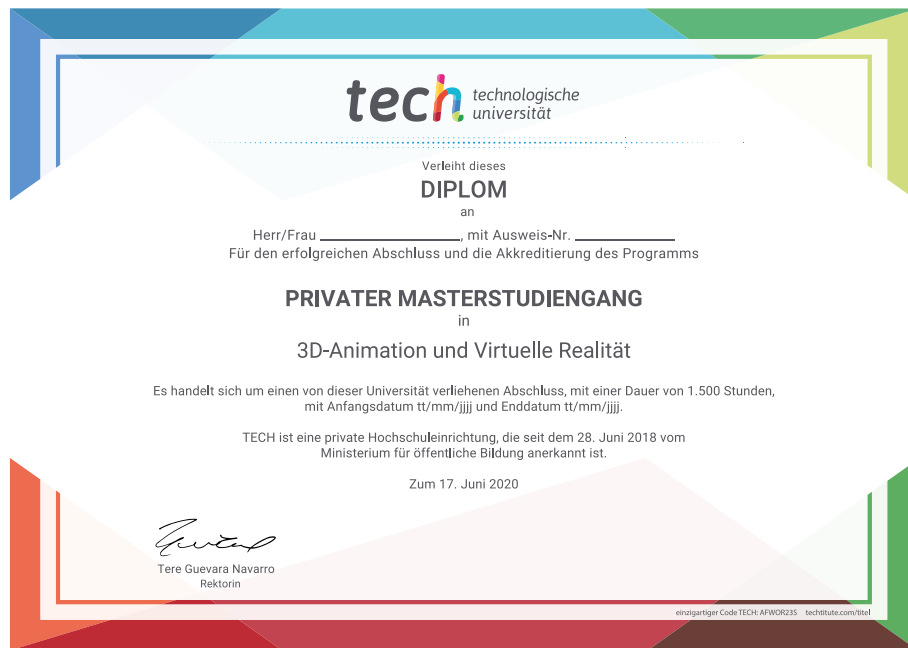 tech technologische
universität
Verleiht dieses
DIPLOM
an
Herr/Frau ____________________, mit Ausweis-Nr. ______________
Für den erfolgreichen Abschluss und die Akkreditierung des Programms
PRIVATER MASTERSTUDIENGANG
in
3D-Animation und Virtuelle Realität
Es handelt sich um einen von dieser Universität verliehenen Abschluss, mit einer Dauer von 1.500 Stunden,
mit Anfangsdatum tt/mm/jjjj und Enddatum tt/mm/jjjj.
TECH ist eine private Hochschuleinrichtung, die seit dem 28. Juni 2018 vom
Ministerium für öffentliche Bildung anerkannt ist.
Zum 17. Juni 2020
Tere Guevara Navarro
Rektorin
einzigartiger Code TECH: AFWOR23S techtitute.com/titel